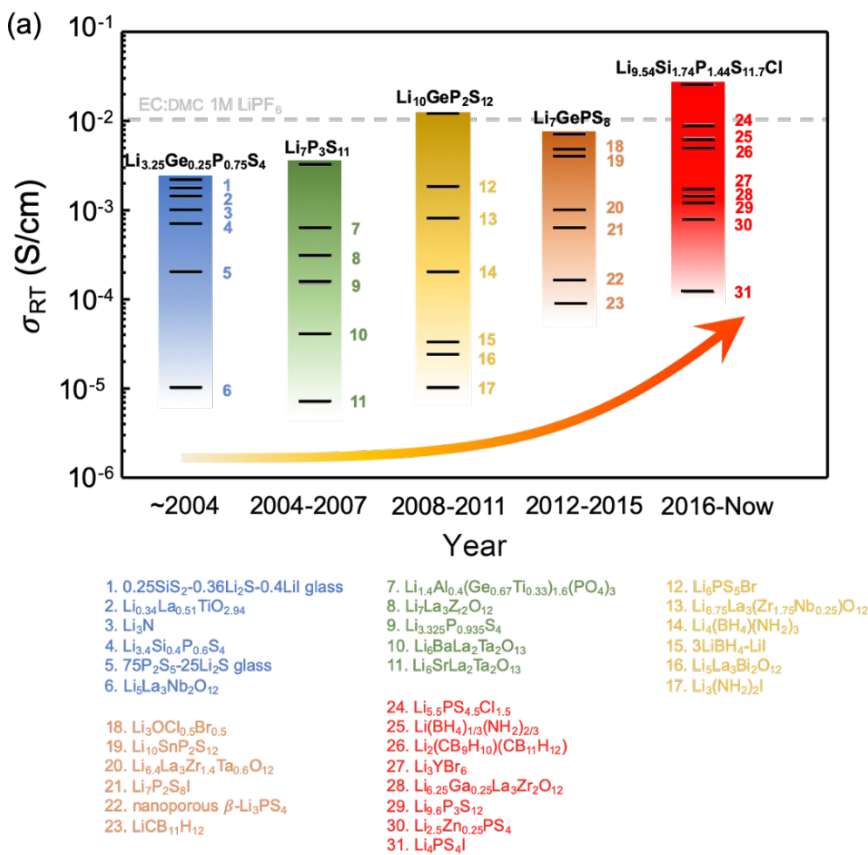 (a)
10⁻¹
10⁻²
10⁻³
10⁻⁴
10⁻⁵
10⁻⁶
σRT (S/cm)
EC:DMC 1M LiPF₆
Li₃.₂₅Ge₀.₂₅P₀.₇₅S₄
1
2
3
4
5
6
Li₇P₃S₁₁
7
8
9
10
11
Li₁₀GeP₂S₁₂
12
13
14
15
16
17
Li₇GePS₈
18
19
20
21
22
23
Li₉.₅₄Si₁.₇₄P₁.₄₄S₁₁.₇Cl
24
25
26
27
28
29
30
31
~2004 2004-2007 2008-2011 2012-2015 2016-Now
Year
1. 0.25SiS₂-0.36Li₂S-0.4LiI glass
2. Li₀.₃₄La₀.₅₁TiO₂.₉₄
3. Li₃N
4. Li₃.₄Si₀.₄P₀.₆S₄
5. 75P₂S₅-25Li₂S glass
6. Li₅La₃Nb₂O₁₂
7. Li₁.₄Al₀.₄(Ge₀.₆₇Ti₀.₃₃)₁.₆(PO₄)₃
8. Li₇La₃Zr₂O₁₂
9. Li₃.₃₂₅P₀.₉₃₅S₄
10. Li₆BaLa₂Ta₂O₁₃
11. Li₆SrLa₂Ta₂O₁₃
12. Li₆PS₅Br
13. Li₆.₇₅La₃(Zr₁.₇₅Nb₀.₂₅)O₁₂
14. Li₄(BH₄)(NH₂)₃
15. 3LiBH₄-LiI
16. Li₅La₃Bi₂O₁₂
17. Li₃(NH₂)₂I
18. Li₃OCl₀.₅Br₀.₅
19. Li₁₀SnP₂S₁₂
20. Li₆.₄La₃Zr₁.₄Ta₀.₆O₁₂
21. Li₇P₂S₈I
22. nanoporous β-Li₃PS₄
23. LiCB₁₁H₁₂
24. Li₅.₅PS₄.₅Cl₁.₅
25. Li(BH₄)₁/₃(NH₂)₂/₃
26. Li₂(CB₉H₁₀)(CB₁₁H₁₂)
27. Li₃YBr₆
28. Li₆.₂₅Ga₀.₂₅La₃Zr₂O₁₂
29. Li₉.₆P₃S₁₂
30. Li₂.₅Zn₀.₂₅PS₄
31. Li₄PS₄I